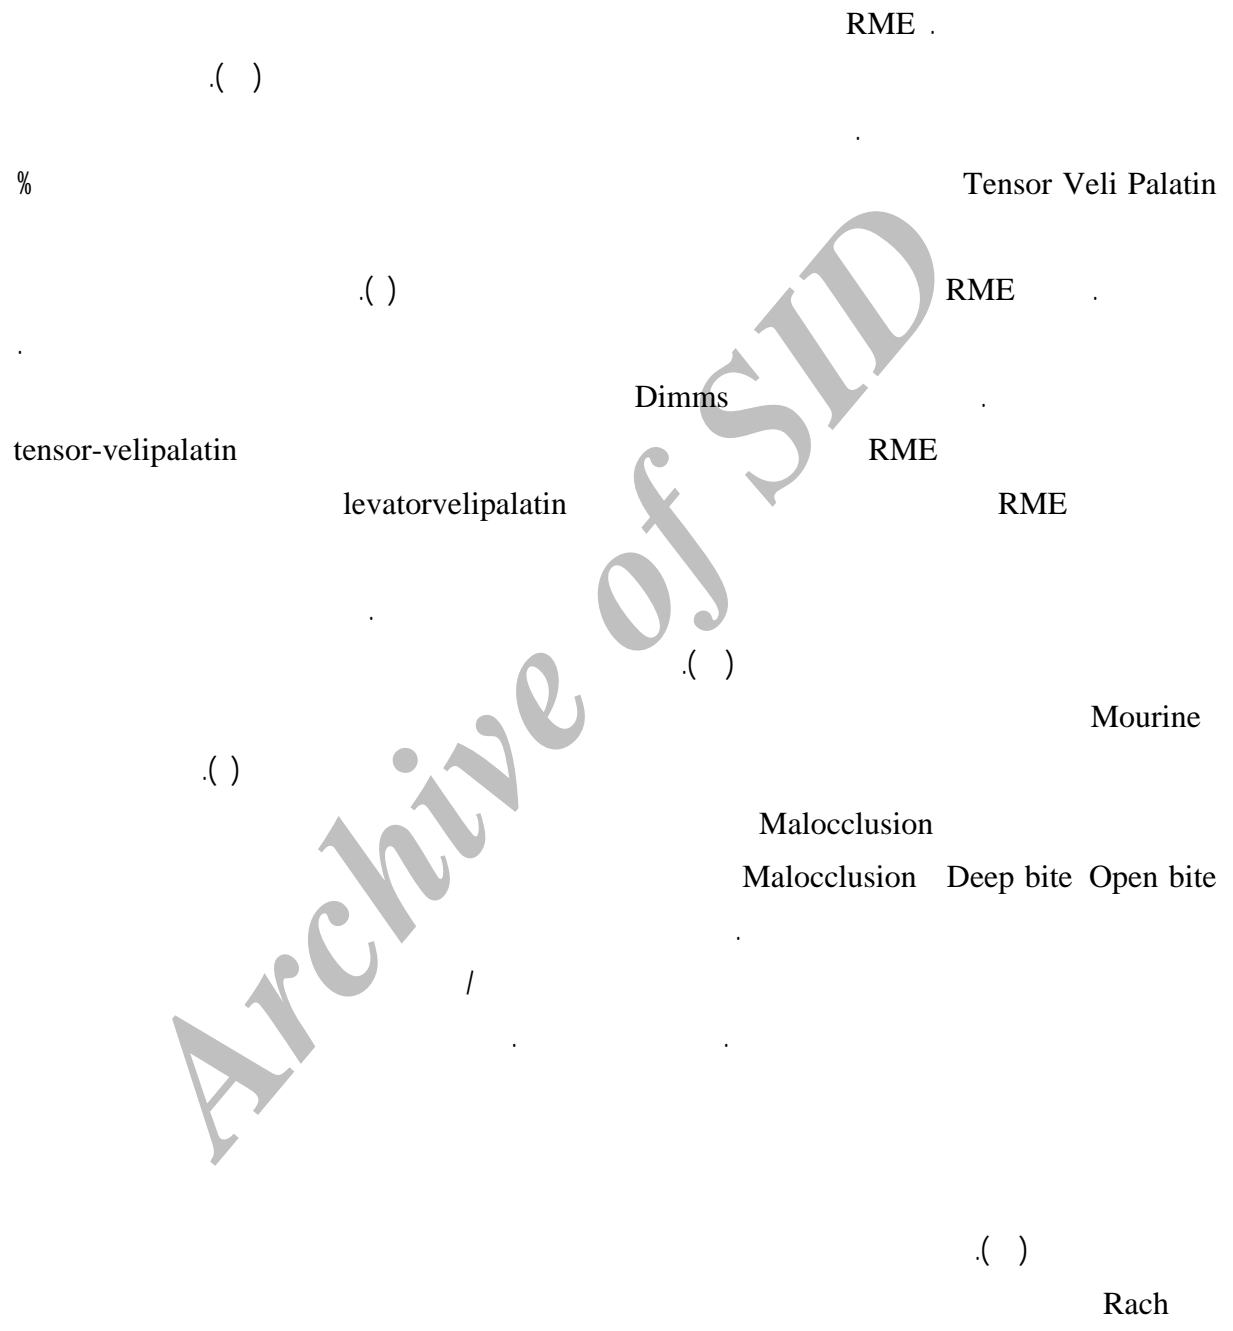 RME .
.( )
.
% Tensor Veli Palatin
.( ) RME .
.
Dimms .
tensor-velipalatin RME
levatorvelipalatin RME
.
.( )
Mourine
.( )
Malocclusion
Malocclusion Deep bite Open bite
.
/
. .
.( )
Rach
Archive of SID